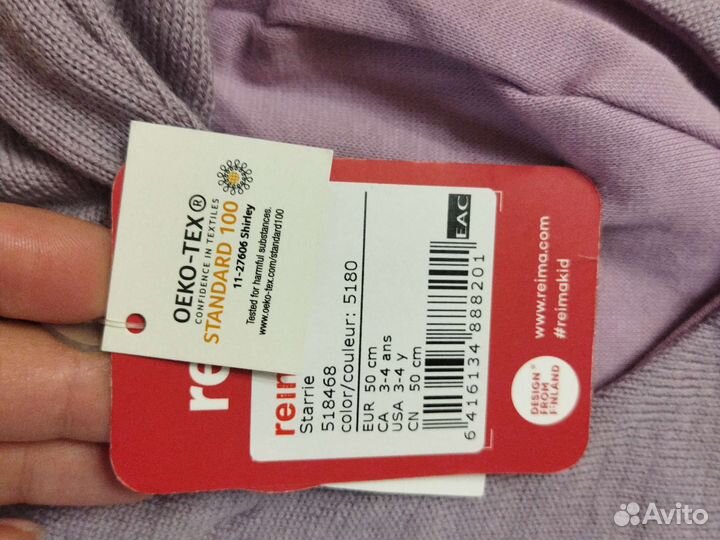 OEKO-TEX®
CONFIDENCE IN TEXTILES
STANDARD 100
11-27606 Shirley
Tested for harmful substances.
www.oeko-tex.com/standard100
re
reim
Starrie
518468
color/couleur: 5180
EUR 50 cm
CA 3-4 ans
USA 3-4 y
CN 50 cm
EAC
6 416134 888201
www.reima.com
#reimakid
DESIGN
FROM
FINLAND
Avito